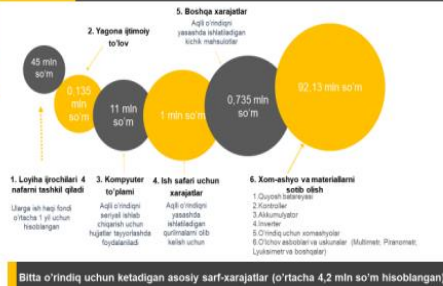 5. Boshqa xarajatlar
Aqlli o'rindiqni
yasashda ishlatiladigan
kichik mahsulotlar
2. Yagona ijtimoiy
to'lov
45 mln
so'm
0.135
mln
so'm
11 mln
so'm
1 mln so'm
0,735 mln
so'm
92.13 mln so'm
1. Loyiha ijrochilari 4
nafarni tashkil qiladi
Ularga ish haqi fondi
o'rtacha 1 yil uchun
hisoblangan
3. Kompyuter
to'plami
Aqlli o'rindiqni
seriyali ishlab
chiqarish uchun
hujjatlar tayyorlashda
foydalaniladi
4. Ish safari uchun
xarajatlar
Aqlli o'rindiqni
yasashda
ishlatiladigan
qurilmalarni olib
kelish uchun
6. Xom-ashyo va materiallarni
sotib olish
1.Quyosh batareyasi
2.Kontroller
3.Akkumulyator
4.Inverter
5.O'rindiq uchun xomashyolar
6.O'lchov asboblari va uskunalar (Multimetr, Piranometr,
Lyuksimetr va boshqalar)
Bitta o'rindiq uchun ketadigan asosiy sarf-xarajatlar (o'rtacha 4,2 mln so'm hisoblangan)